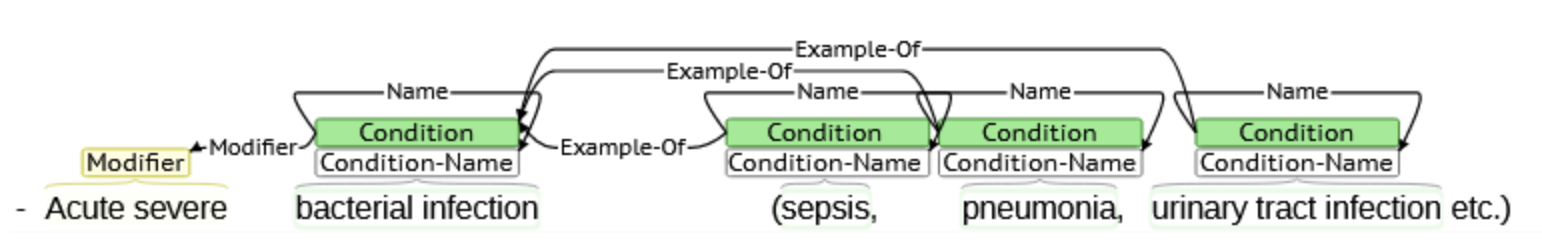 Example-Of
Example-Of
Name Name Name Name
Condition Condition Condition Condition
Modifier Example-Of
Modifier Condition-Name Condition-Name Condition-Name Condition-Name
- Acute severe bacterial infection (sepsis, pneumonia, urinary tract infection etc.)